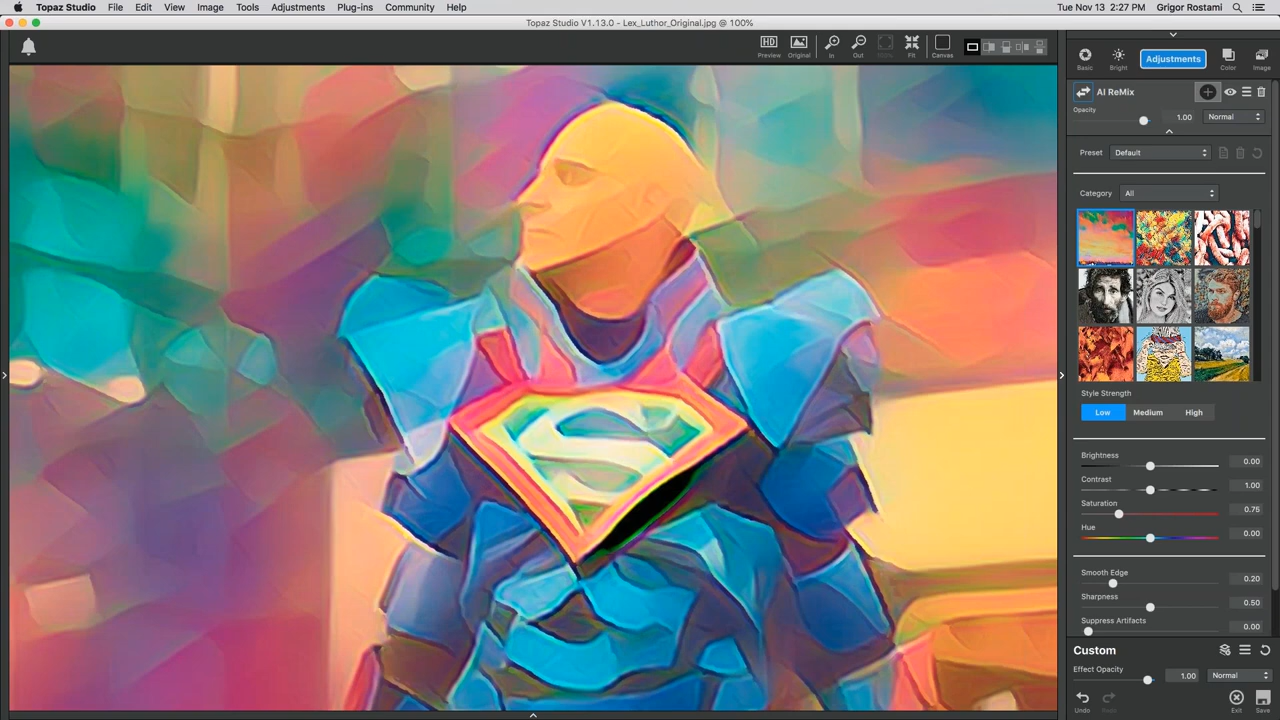 Topaz Studio File Edit View Image Tools Adjustments Plug-ins Community Help Tue Nov 13 2:27 PM Grigor Rostami
Topaz Studio V1.13.0 - Lex_Luthor_Original.jpg @ 100%
Preview Original In Out 100% Fit Canvas
Basic Bright Adjustments Color Image
AI ReMix
Opacity 1.00 Normal
Preset Default
Category All
Style Strength
Low Medium High
Brightness 0.00
Contrast 1.00
Saturation 0.75
Hue 0.00
Smooth Edge 0.20
Sharpness 0.50
Suppress Artifacts 0.00
Custom
Effect Opacity 1.00 Normal
Undo Redo Exit Save